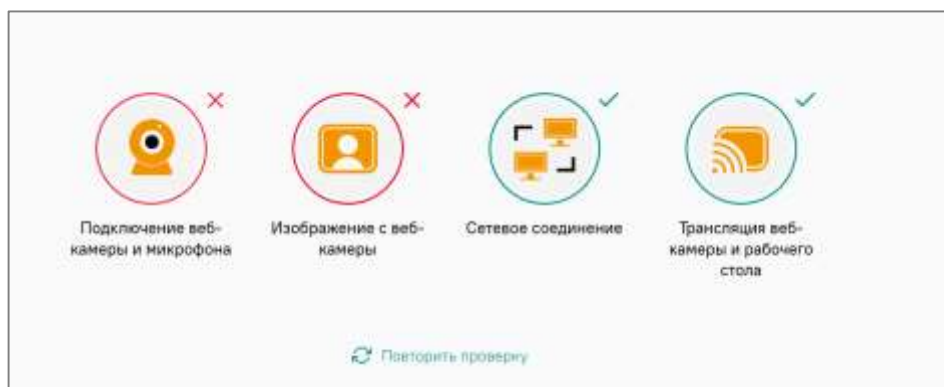 Подключение веб-
камеры и микрофона
Изображение с веб-
камеры
Сетевое соединение
Трансляция веб-
камеры и рабочего
стола
Повторить проверку